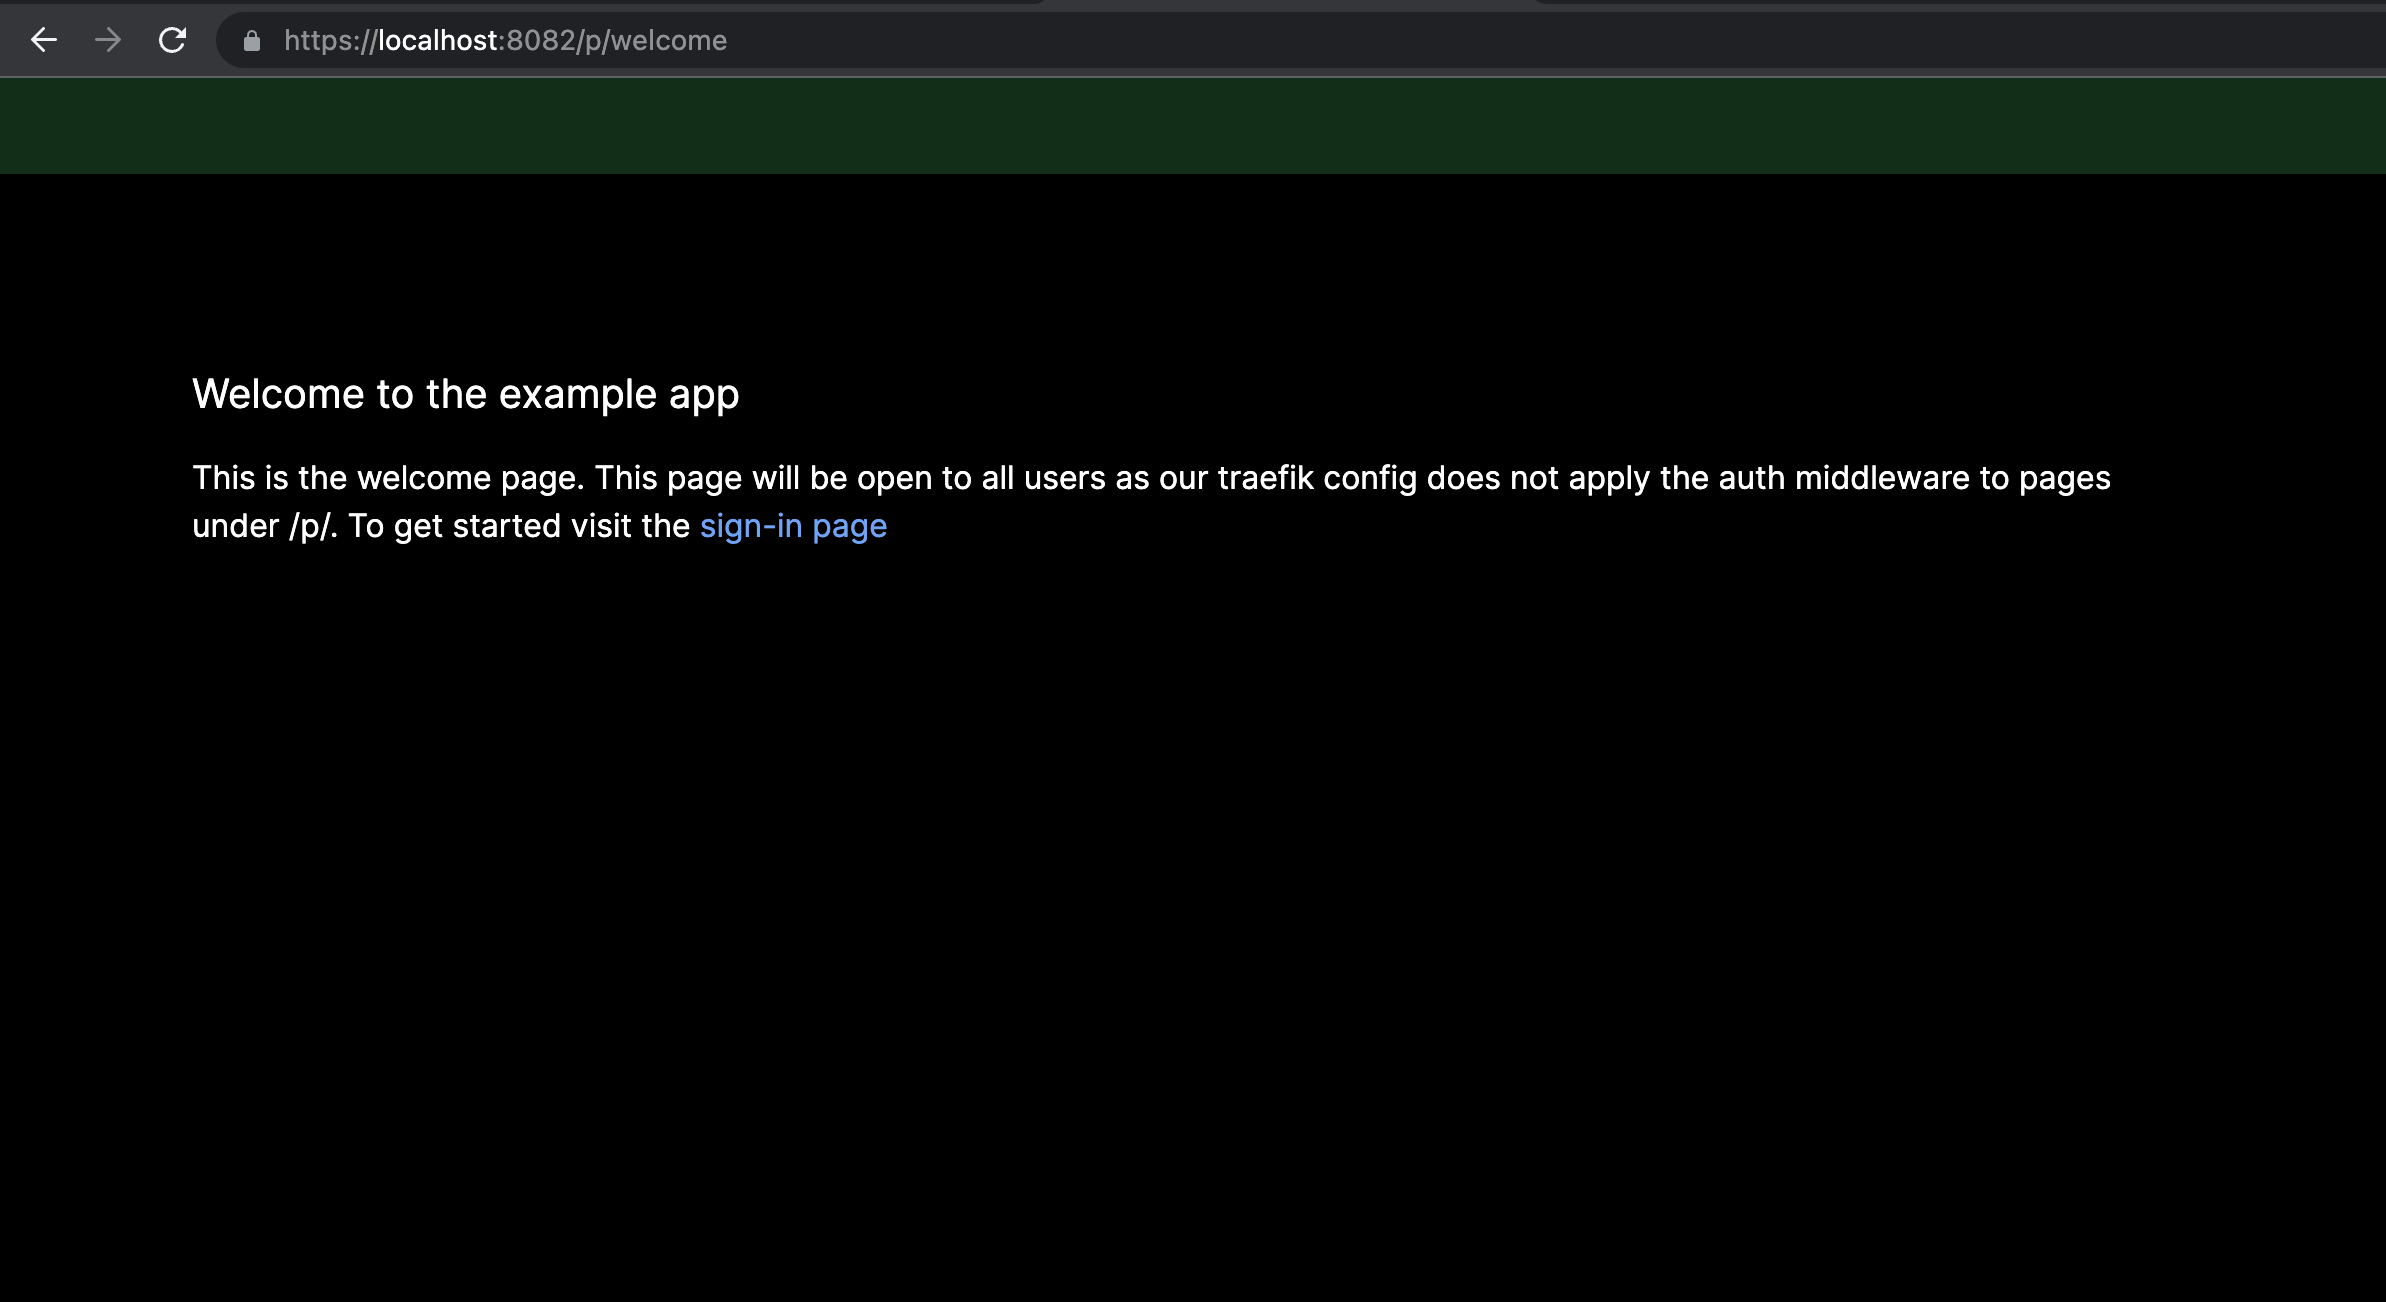 https://localhost:8082/p/welcome
Welcome to the example app
This is the welcome page. This page will be open to all users as our traefik config does not apply the auth middleware to pages
under /p/. To get started visit the sign-in page